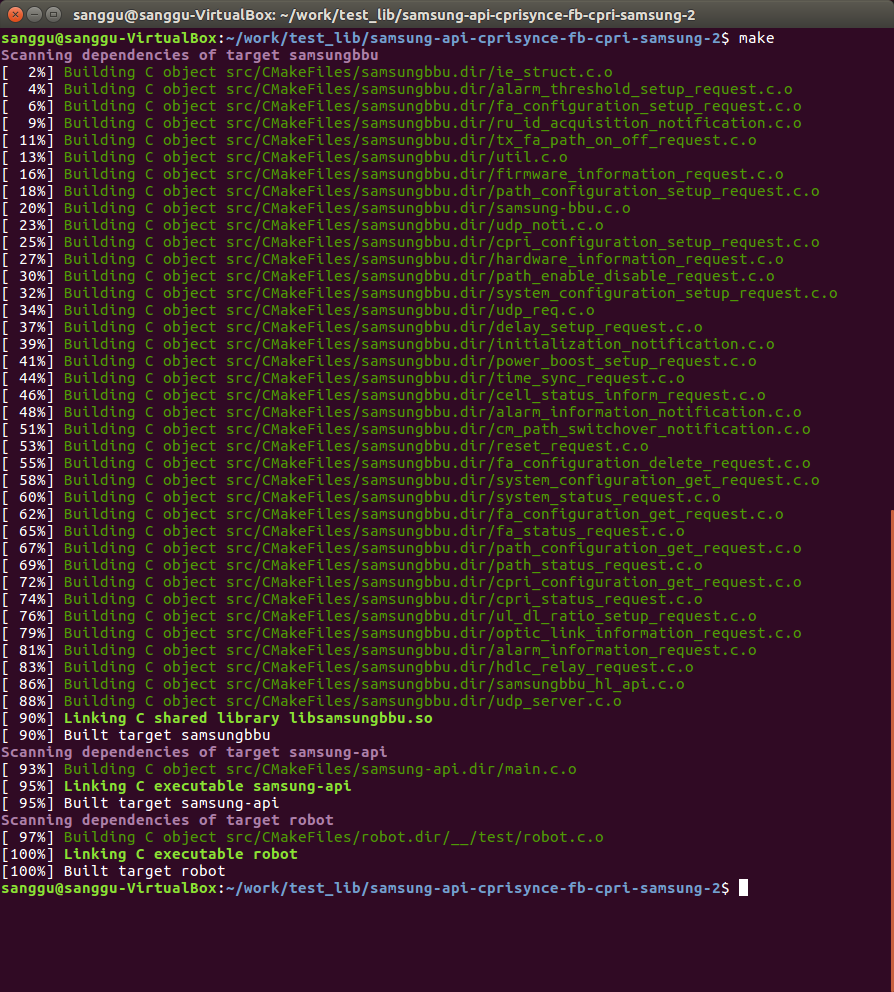 sanggu@sanggu-VirtualBox: ~/work/test_lib/samsung-api-cprisynce-fb-cpri-samsung-2
sanggu@sanggu-VirtualBox:~/work/test_lib/samsung-api-cprisynce-fb-cpri-samsung-2$ make
Scanning dependencies of target samsungbbu
[  2%] Building C object src/CMakeFiles/samsungbbu.dir/ie_struct.c.o
[  4%] Building C object src/CMakeFiles/samsungbbu.dir/alarm_threshold_setup_request.c.o
[  6%] Building C object src/CMakeFiles/samsungbbu.dir/fa_configuration_setup_request.c.o
[  9%] Building C object src/CMakeFiles/samsungbbu.dir/ru_id_acquisition_notification.c.o
[ 11%] Building C object src/CMakeFiles/samsungbbu.dir/tx_fa_path_on_off_request.c.o
[ 13%] Building C object src/CMakeFiles/samsungbbu.dir/util.c.o
[ 16%] Building C object src/CMakeFiles/samsungbbu.dir/firmware_information_request.c.o
[ 18%] Building C object src/CMakeFiles/samsungbbu.dir/path_configuration_setup_request.c.o
[ 20%] Building C object src/CMakeFiles/samsungbbu.dir/samsung-bbu.c.o
[ 23%] Building C object src/CMakeFiles/samsungbbu.dir/udp_noti.c.o
[ 25%] Building C object src/CMakeFiles/samsungbbu.dir/cpri_configuration_setup_request.c.o
[ 27%] Building C object src/CMakeFiles/samsungbbu.dir/hardware_information_request.c.o
[ 30%] Building C object src/CMakeFiles/samsungbbu.dir/path_enable_disable_request.c.o
[ 32%] Building C object src/CMakeFiles/samsungbbu.dir/system_configuration_setup_request.c.o
[ 34%] Building C object src/CMakeFiles/samsungbbu.dir/udp_req.c.o
[ 37%] Building C object src/CMakeFiles/samsungbbu.dir/delay_setup_request.c.o
[ 39%] Building C object src/CMakeFiles/samsungbbu.dir/initialization_notification.c.o
[ 41%] Building C object src/CMakeFiles/samsungbbu.dir/power_boost_setup_request.c.o
[ 44%] Building C object src/CMakeFiles/samsungbbu.dir/time_sync_request.c.o
[ 46%] Building C object src/CMakeFiles/samsungbbu.dir/cell_status_inform_request.c.o
[ 48%] Building C object src/CMakeFiles/samsungbbu.dir/alarm_information_notification.c.o
[ 51%] Building C object src/CMakeFiles/samsungbbu.dir/cm_path_switchover_notification.c.o
[ 53%] Building C object src/CMakeFiles/samsungbbu.dir/reset_request.c.o
[ 55%] Building C object src/CMakeFiles/samsungbbu.dir/fa_configuration_delete_request.c.o
[ 58%] Building C object src/CMakeFiles/samsungbbu.dir/system_configuration_get_request.c.o
[ 60%] Building C object src/CMakeFiles/samsungbbu.dir/system_status_request.c.o
[ 62%] Building C object src/CMakeFiles/samsungbbu.dir/fa_configuration_get_request.c.o
[ 65%] Building C object src/CMakeFiles/samsungbbu.dir/fa_status_request.c.o
[ 67%] Building C object src/CMakeFiles/samsungbbu.dir/path_configuration_get_request.c.o
[ 69%] Building C object src/CMakeFiles/samsungbbu.dir/path_status_request.c.o
[ 72%] Building C object src/CMakeFiles/samsungbbu.dir/cpri_configuration_get_request.c.o
[ 74%] Building C object src/CMakeFiles/samsungbbu.dir/cpri_status_request.c.o
[ 76%] Building C object src/CMakeFiles/samsungbbu.dir/ul_dl_ratio_setup_request.c.o
[ 79%] Building C object src/CMakeFiles/samsungbbu.dir/optic_link_information_request.c.o
[ 81%] Building C object src/CMakeFiles/samsungbbu.dir/alarm_information_request.c.o
[ 83%] Building C object src/CMakeFiles/samsungbbu.dir/hdlc_relay_request.c.o
[ 86%] Building C object src/CMakeFiles/samsungbbu.dir/samsungbbu_hl_api.c.o
[ 88%] Building C object src/CMakeFiles/samsungbbu.dir/udp_server.c.o
[ 90%] Linking C shared library libsamsungbbu.so
[ 90%] Built target samsungbbu
Scanning dependencies of target samsung-api
[ 93%] Building C object src/CMakeFiles/samsung-api.dir/main.c.o
[ 95%] Linking C executable samsung-api
[ 95%] Built target samsung-api
Scanning dependencies of target robot
[ 97%] Building C object src/CMakeFiles/robot.dir/__/test/robot.c.o
[100%] Linking C executable robot
[100%] Built target robot
sanggu@sanggu-VirtualBox:~/work/test_lib/samsung-api-cprisynce-fb-cpri-samsung-2$